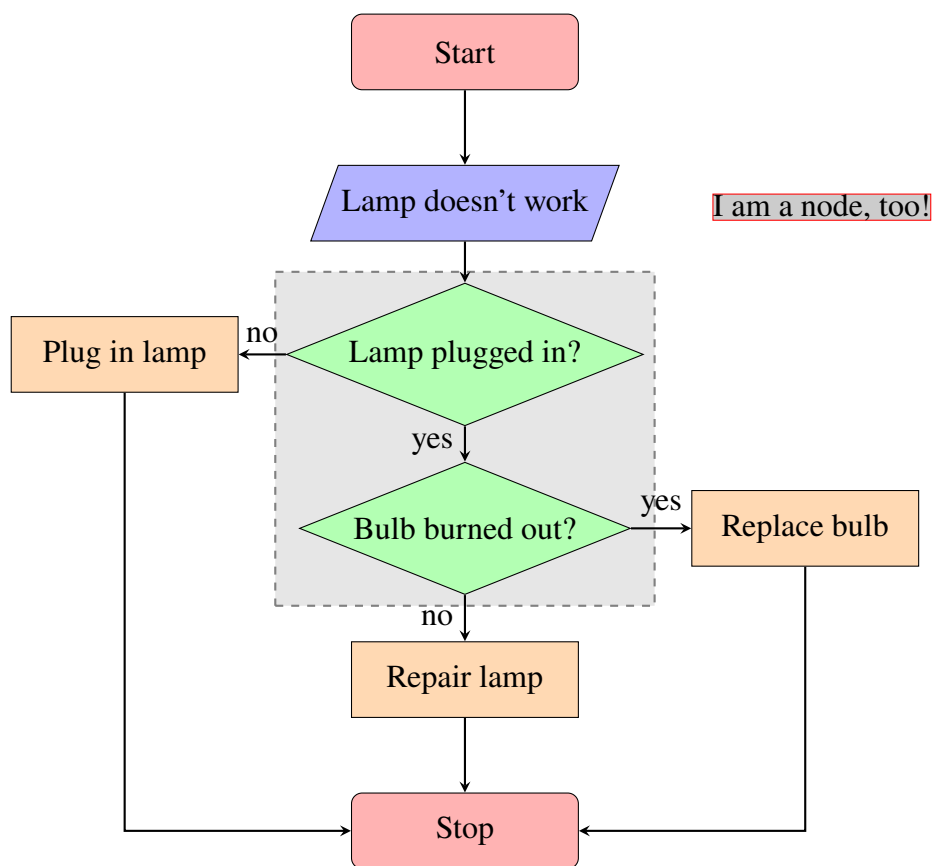 Start
Lamp doesn't work
I am a node, too!
no
Plug in lamp
Lamp plugged in?
yes
yes
Bulb burned out?
Replace bulb
no
Repair lamp
Stop